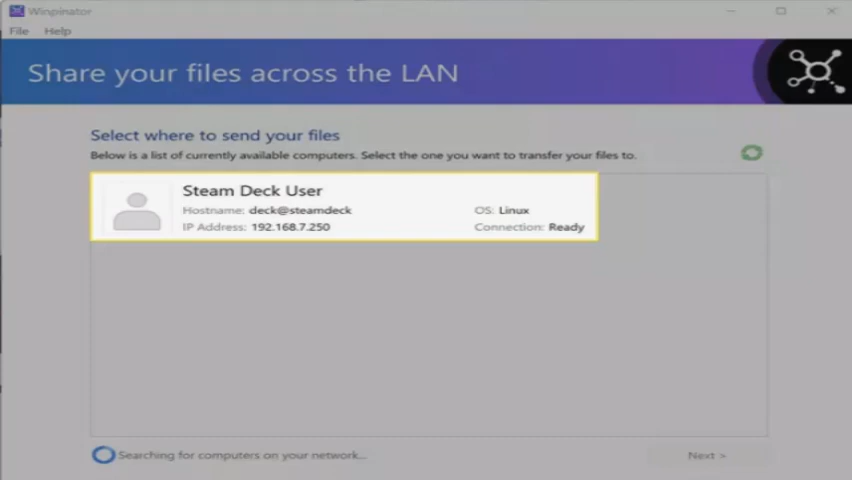 Winpinator
File Help
Share your files across the LAN
Select where to send your files
Below is a list of currently available computers. Select the one you want to transfer your files to.
Steam Deck User
Hostname: deck@steamdeck OS: Linux
IP Address: 192.168.7.250 Connection: Ready
Searching for computers on your network...
Next >